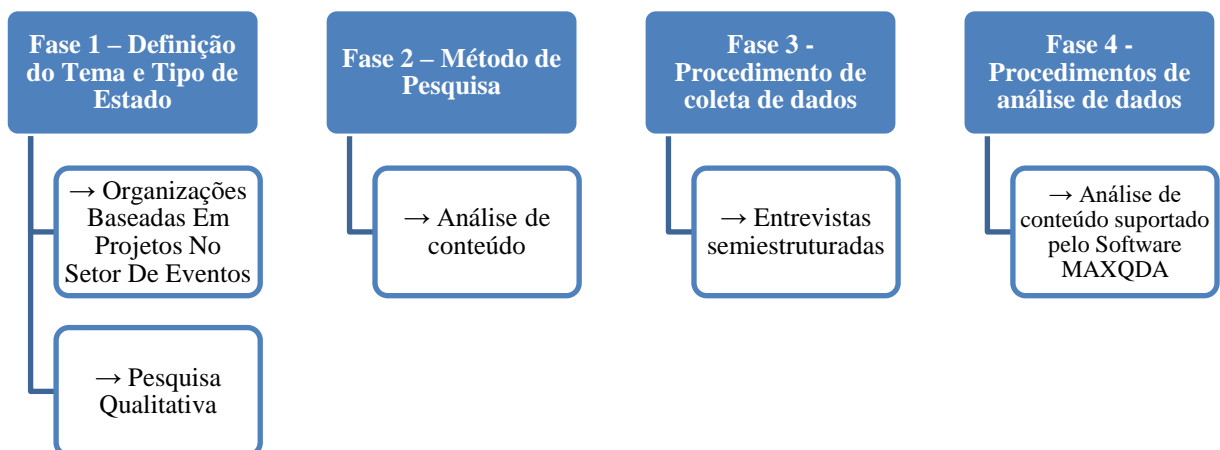 Fase 1 – Definição
do Tema e Tipo de
Estado
→ Organizações
Baseadas Em
Projetos No
Setor De Eventos
→ Pesquisa
Qualitativa
Fase 2 – Método de
Pesquisa
→ Análise de
conteúdo
Fase 3 -
Procedimento de
coleta de dados
→ Entrevistas
semiestruturadas
Fase 4 -
Procedimentos de
análise de dados
→ Análise de
conteúdo suportado
pelo Software
MAXQDA